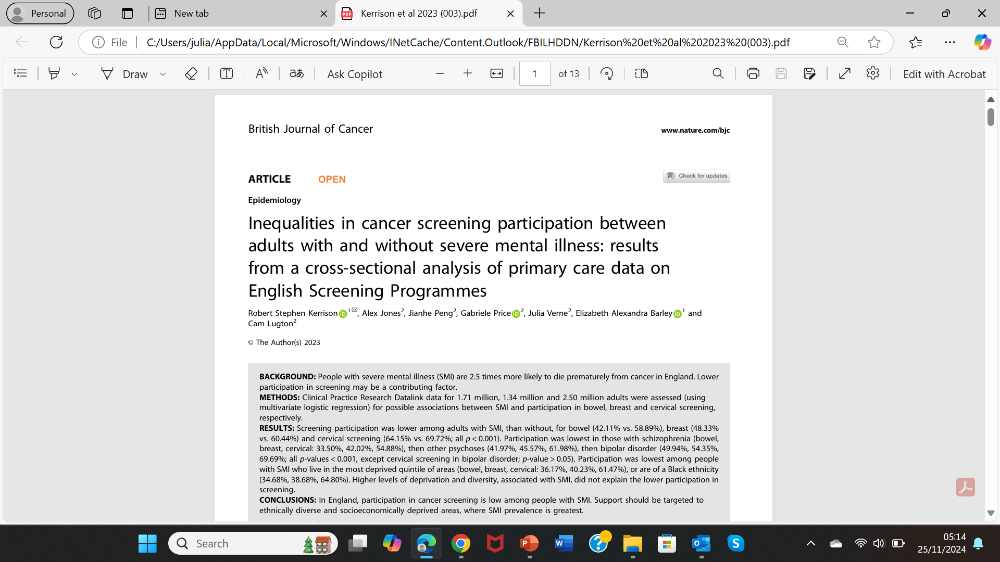 Personal
New tab
Kerrison et al 2023 (003).pdf
File
C:/Users/julia/AppData/Local/Microsoft/Windows/INetCache/Content.Outlook/FBILHDDN/Kerrison%20et%20al%202023%20(003).pdf
Draw
Ask Copilot
1 of 13
Edit with Acrobat
British Journal of Cancer
www.nature.com/bjc
ARTICLE OPEN
Check for updates
Epidemiology
Inequalities in cancer screening participation between
adults with and without severe mental illness: results
from a cross-sectional analysis of primary care data on
English Screening Programmes
Robert Stephen Kerrison iD 1✉, Alex Jones2, Jianhe Peng2, Gabriele Price iD 2, Julia Verne2, Elizabeth Alexandra Barley iD 1 and
Cam Lugton2
© The Author(s) 2023
BACKGROUND: People with severe mental illness (SMI) are 2.5 times more likely to die prematurely from cancer in England. Lower
participation in screening may be a contributing factor.
METHODS: Clinical Practice Research Datalink data for 1.71 million, 1.34 million and 2.50 million adults were assessed (using
multivariate logistic regression) for possible associations between SMI and participation in bowel, breast and cervical screening,
respectively.
RESULTS: Screening participation was lower among adults with SMI, than without, for bowel (42.11% vs. 58.89%), breast (48.33%
vs. 60.44%) and cervical screening (64.15% vs. 69.72%; all p < 0.001). Participation was lowest in those with schizophrenia (bowel,
breast, cervical: 33.50%, 42.02%, 54.88%), then other psychoses (41.97%, 45.57%, 61.98%), then bipolar disorder (49.94%, 54.35%,
69.69%; all p-values < 0.001, except cervical screening in bipolar disorder; p-value > 0.05). Participation was lowest among people
with SMI who live in the most deprived quintile of areas (bowel, breast, cervical: 36.17%, 40.23%, 61.47%), or are of a Black ethnicity
(34.68%, 38.68%, 64.80%). Higher levels of deprivation and diversity, associated with SMI, did not explain the lower participation in
screening.
CONCLUSIONS: In England, participation in cancer screening is low among people with SMI. Support should be targeted to
ethnically diverse and socioeconomically deprived areas, where SMI prevalence is greatest.
Search
05:14
25/11/2024